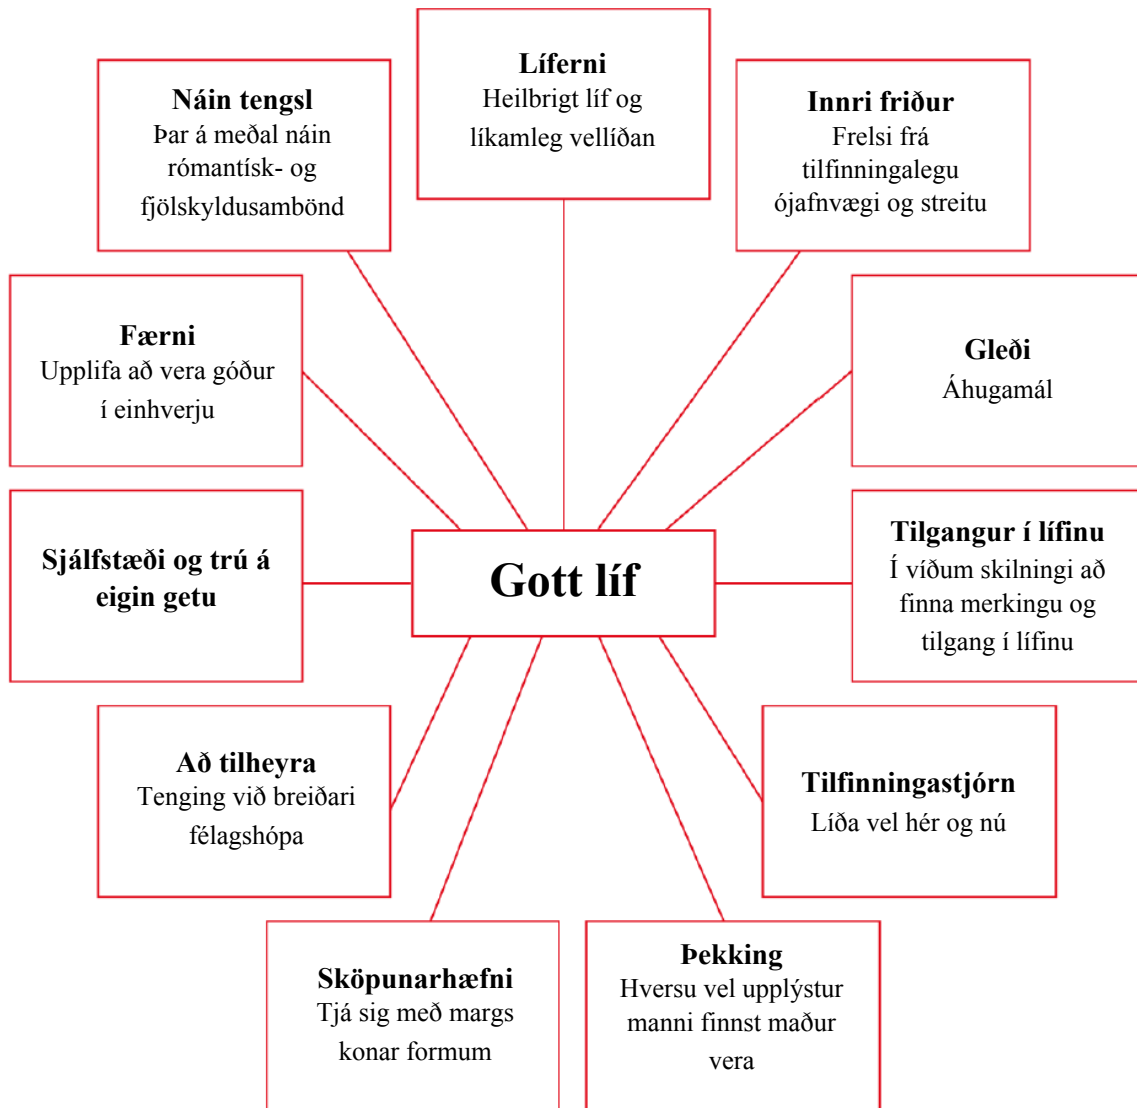 Líferni
Heilbrigt líf og
líkamleg vellíðan
Náin tengsl
Þar á meðal náin
rómantísk- og
fjölskyldusambönd
Innri friður
Frelsi frá
tilfinningalegu
ójafnvægi og streitu
Færni
Upplifa að vera góður
í einhverju
Gleði
Áhugamál
Sjálfstæði og trú á
eigin getu
Gott líf
Tilgangur í lífinu
Í víðum skilningi að
finna merkingu og
tilgang í lífinu
Að tilheyra
Tenging við breiðari
félagshópa
Tilfinningastjórn
Líða vel hér og nú
Sköpunarhæfni
Tjá sig með margs
konar formum
Þekking
Hversu vel upplýstur
manni finnst maður
vera